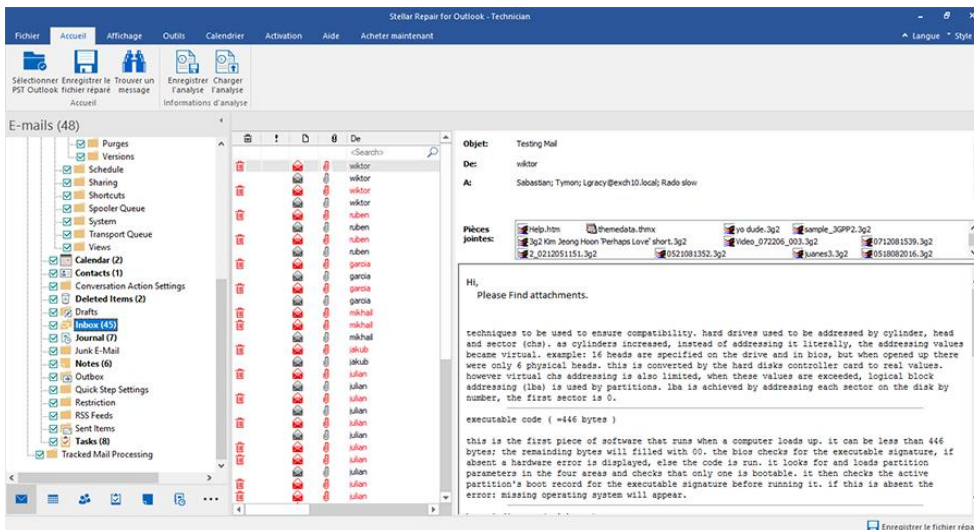 Stellar Repair for Outlook - Technician
Fichier Accueil Affichage Outils Calendrier Activation Aide Acheter maintenant
Langue Style
Sélectionner PST Outlook
Enregistrer le fichier réparé
Trouver un message
Enregistrer l'analyse
Charger l'analyse
Accueil
Informations d'analyse
E-mails (48)
Purges
Versions
Schedule
Sharing
Shortcuts
Spooler Queue
System
Transport Queue
Views
Calendar (2)
Contacts (1)
Conversation Action Settings
Deleted Items (2)
Drafts
Inbox (45)
Journal (7)
Junk E-Mail
Notes (6)
Outbox
Quick Step Settings
Restriction
RSS Feeds
Sent Items
Tasks (8)
Tracked Mail Processing
De
<Search>
wiktor
wiktor
wiktor
wiktor
ruben
ruben
ruben
ruben
garcia
garcia
garcia
garcia
mikhail
mikhail
mikhail
jakub
jakub
julian
julian
julian
julian
julian
julian
julian
julian
julian
julian
julian
Objet: Testing Mail
De: wiktor
A: Sabastian; Tymon; Lgracy@exch10.local; Rado slow
Pièces jointes:
Help.htm themedata.thmx yo dude.3g2 sample_3GPP2.3g2
3g2 Kim Jeong Hoon 'Perhaps Love' short.3g2 Video_072206_003.3g2 0712081539.3g2
2_0212051151.3g2 0521081352.3g2 juanes3.3g2 0518082016.3g2
Hi,
Please Find attachments.
techniques to be used to ensure compatibility. hard drives used to be addressed by cylinder, head
and sector (chs). as cylinders increased, instead of addressing it literally, the addressing values
became virtual. example: 16 heads are specified on the drive and in bios, but when opened up there
were only 6 physical heads. this is converted by the hard disks controller card to real values.
however virtual chs addressing is also limited, when these values are exceeded, logical block
addressing (lba) is used by partitions. lba is achieved by addressing each sector on the disk by
number, the first sector is 0.
executable code ( =446 bytes )
this is the first piece of software that runs when a computer loads up. it can be less than 446
bytes; the remaining bytes will filled with 00. the bios checks for the executable signature, if
absent a hardware error is displayed, else the code is run. it looks for and loads partition
parameters in the four areas and checks that only one is bootable. it then checks the active
partition's boot record for the executable signature before running it. if this is absent the
error: missing operating system will appear.
Enregistrer le fichier répa